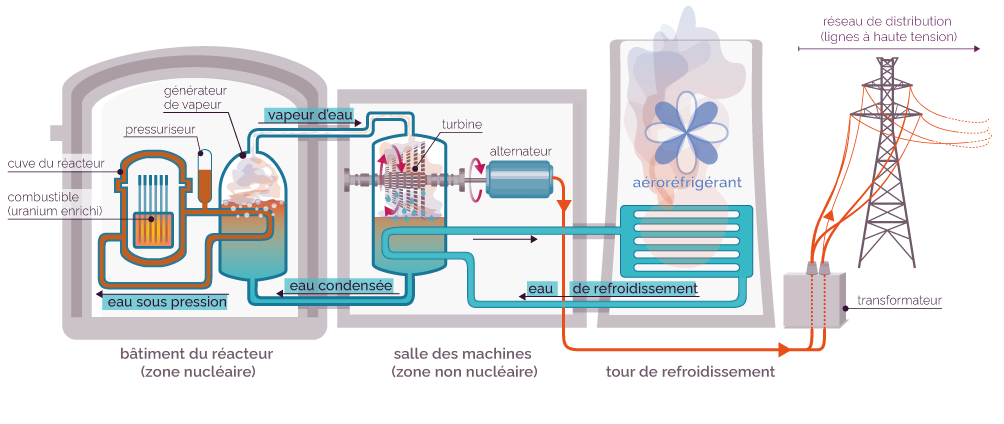 réseau de distribution
(lignes à haute tension)
générateur
de vapeur
vapeur d'eau
pressuriseur
turbine
cuve du réacteur
alternateur
combustible
(uranium enrichi)
aéroréfrigérant
eau condensée
eau de refroidissement
eau sous pression
transformateur
bâtiment du réacteur
(zone nucléaire)
salle des machines
(zone non nucléaire)
tour de refroidissement